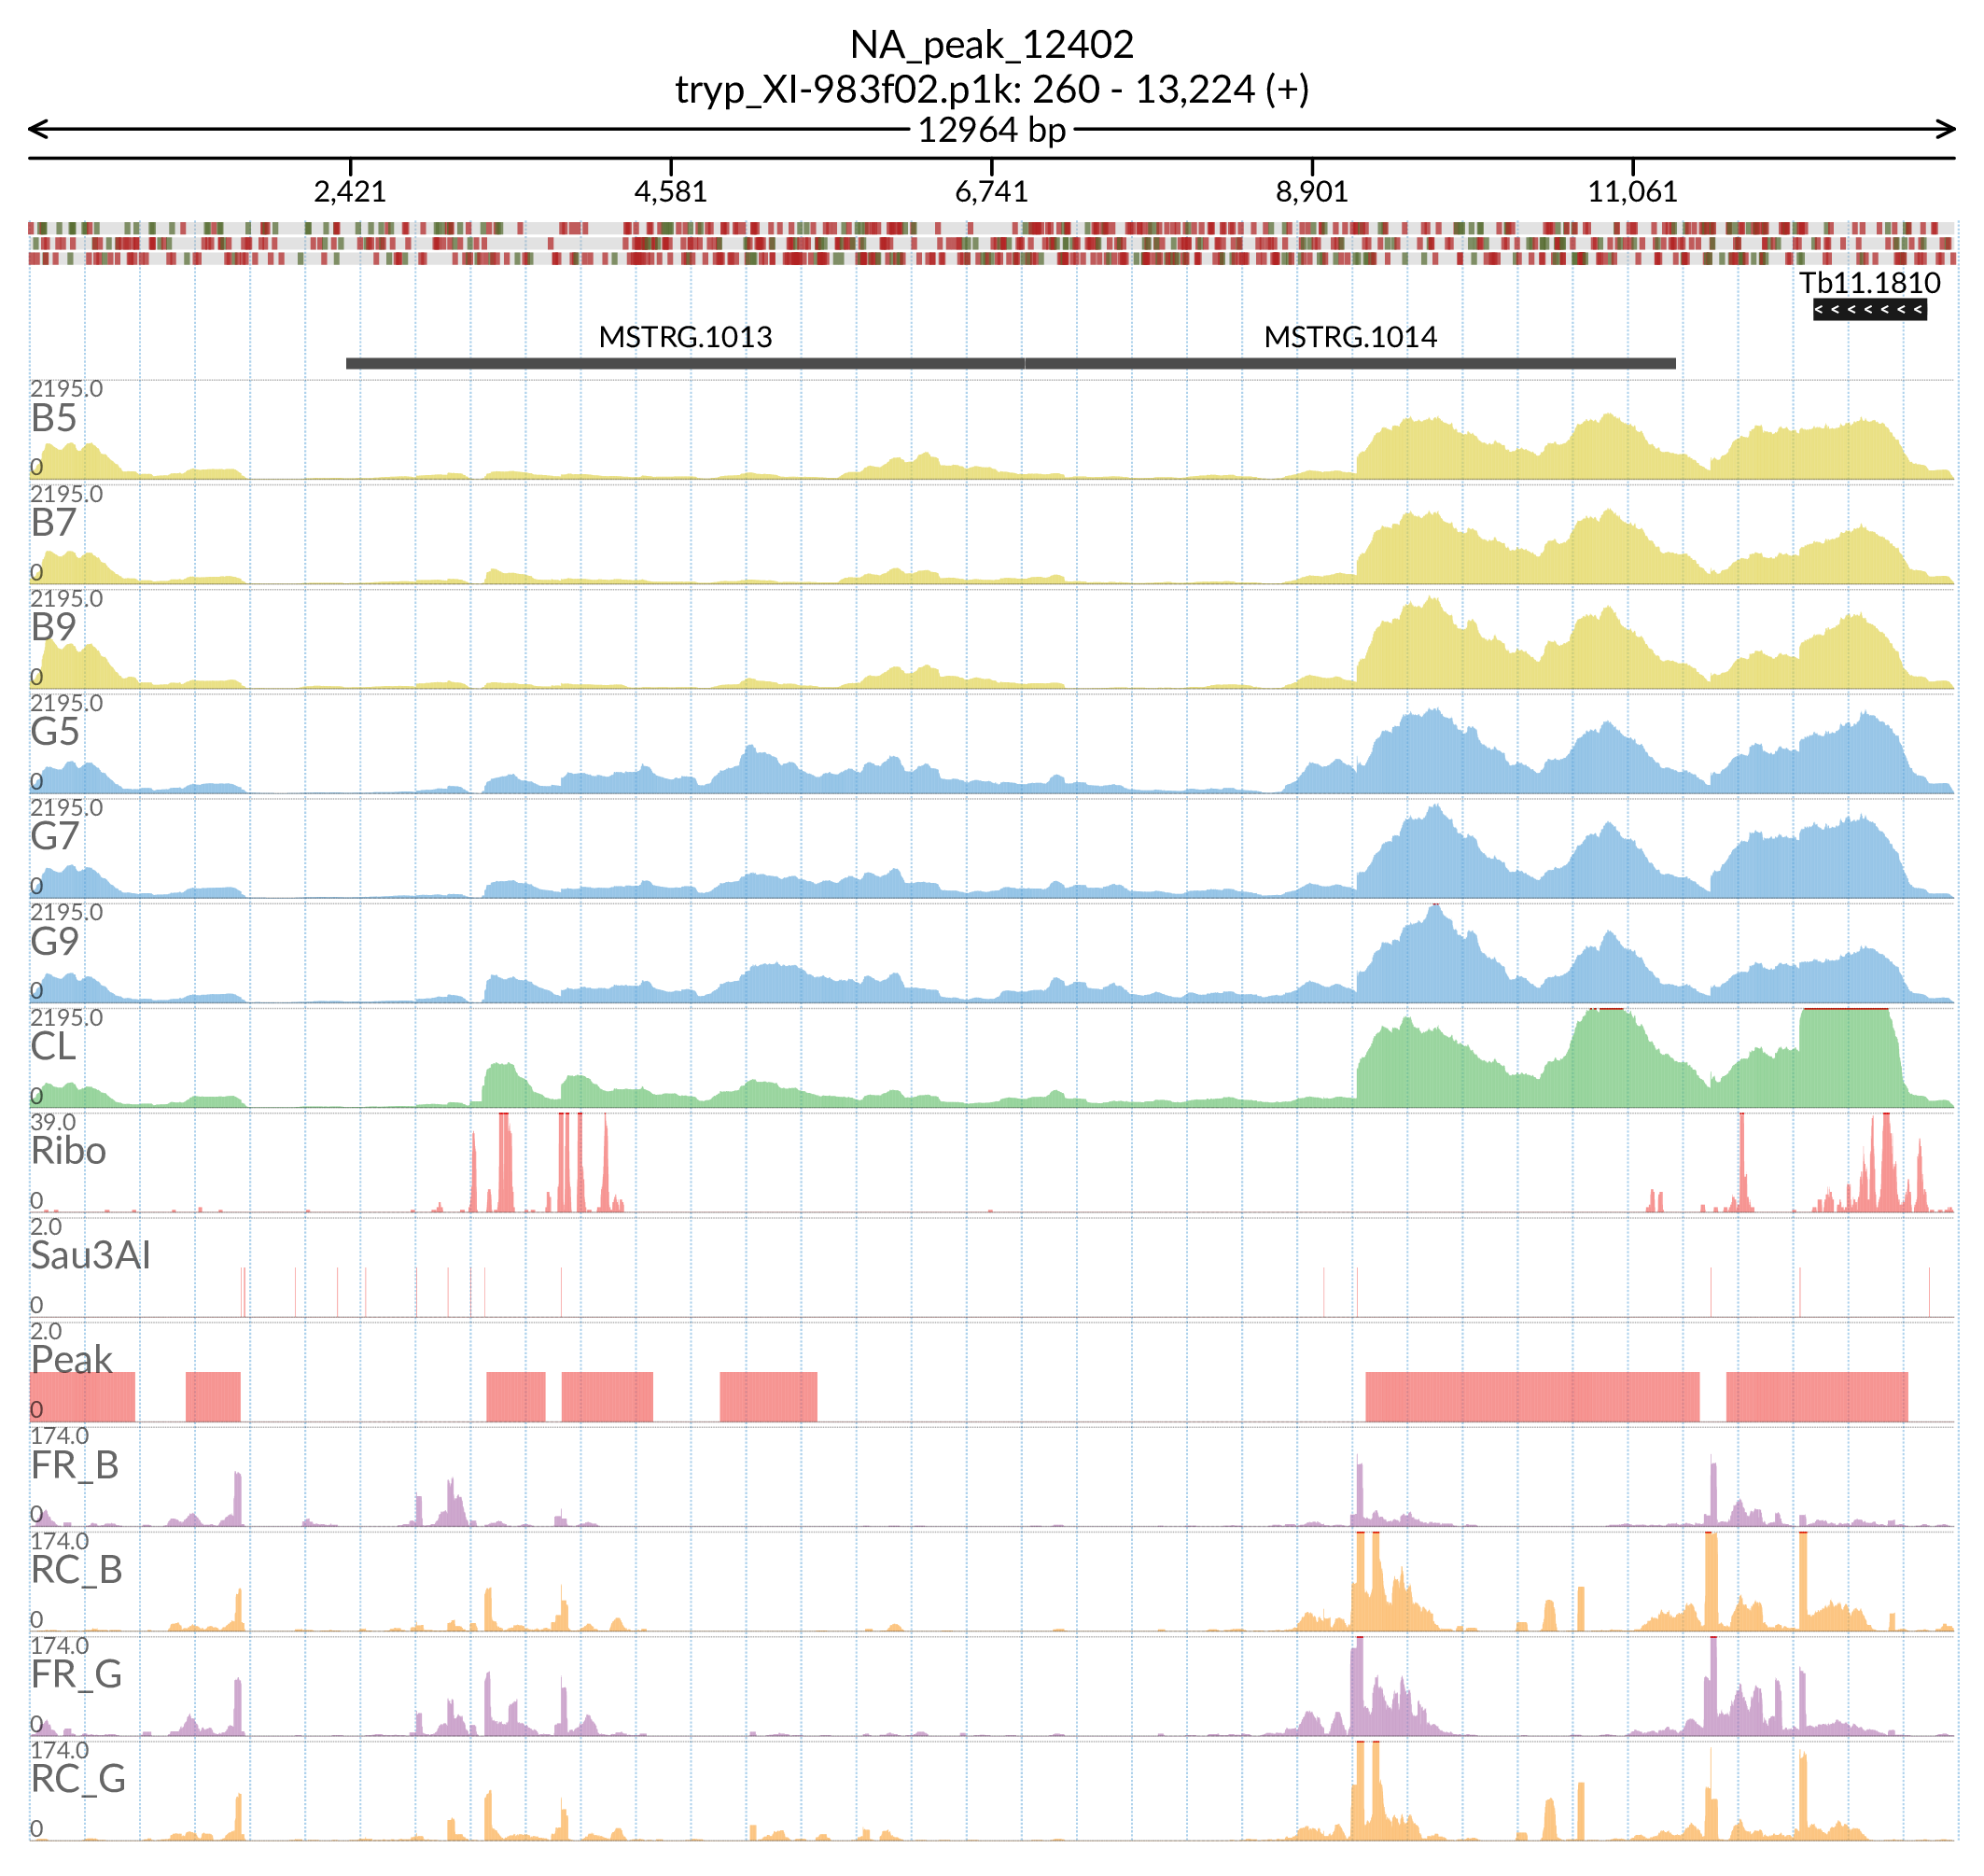 NA_peak_12402
tryp_XI-983f02.p1k: 260 - 13,224 (+)
12964 bp
2,421 4,581 6,741 8,901 11,061
Tb11.1810
< < < < < < <
MSTRG.1013 MSTRG.1014
2195.0
B5
0
2195.0
B7
0
2195.0
B9
0
2195.0
G5
0
2195.0
G7
0
2195.0
G9
0
2195.0
CL
0
39.0
Ribo
0
2.0
Sau3AI
0
2.0
Peak
0
174.0
FR_B
0
174.0
RC_B
0
174.0
FR_G
0
174.0
RC_G
0